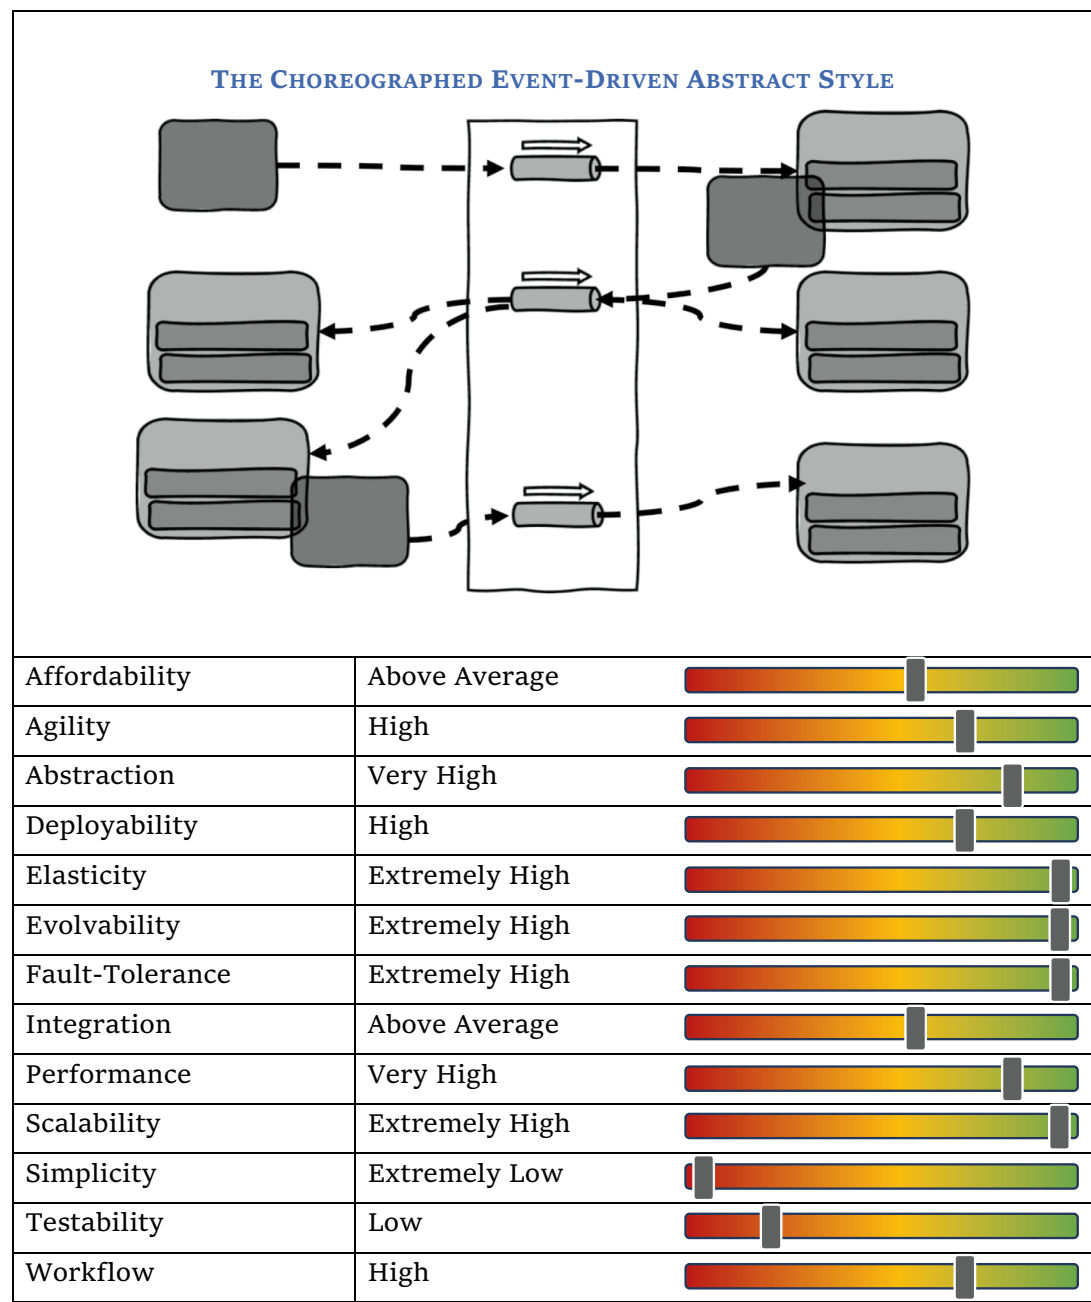 THE CHOREOGRAPHED EVENT-DRIVEN ABSTRACT STYLE
Affordability Above Average
Agility High
Abstraction Very High
Deployability High
Elasticity Extremely High
Evolvability Extremely High
Fault-Tolerance Extremely High
Integration Above Average
Performance Very High
Scalability Extremely High
Simplicity Extremely Low
Testability Low
Workflow High